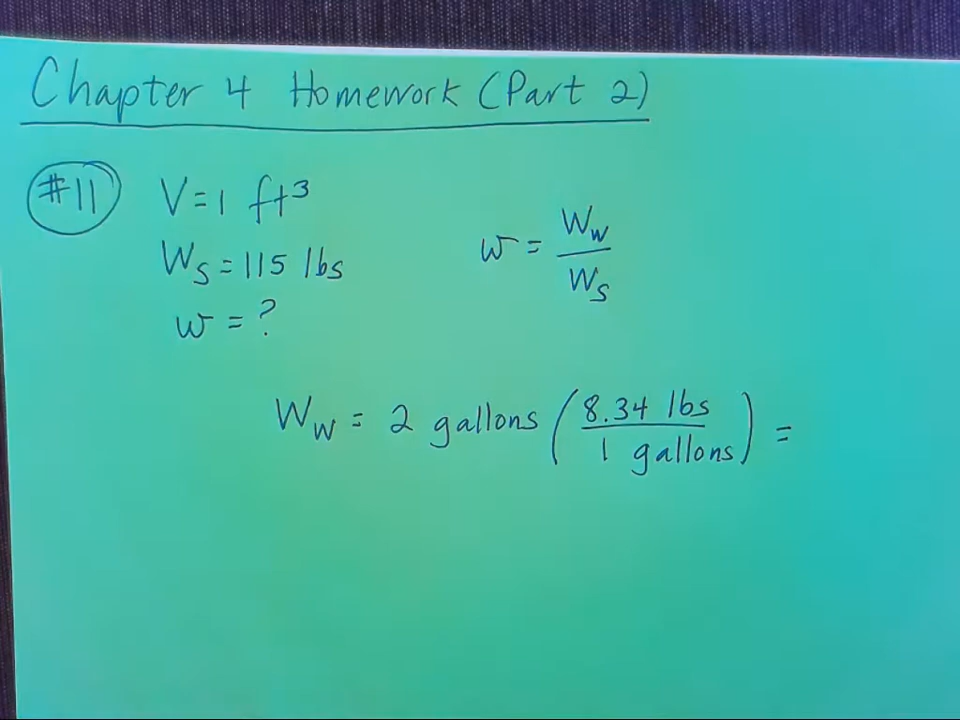 Chapter 4 Homework (Part 2)
#11 V = 1 ft³
W_S = 115 lbs
w = ?
w = W_w / W_S
W_w = 2 gallons (8.34 lbs / 1 gallons) =